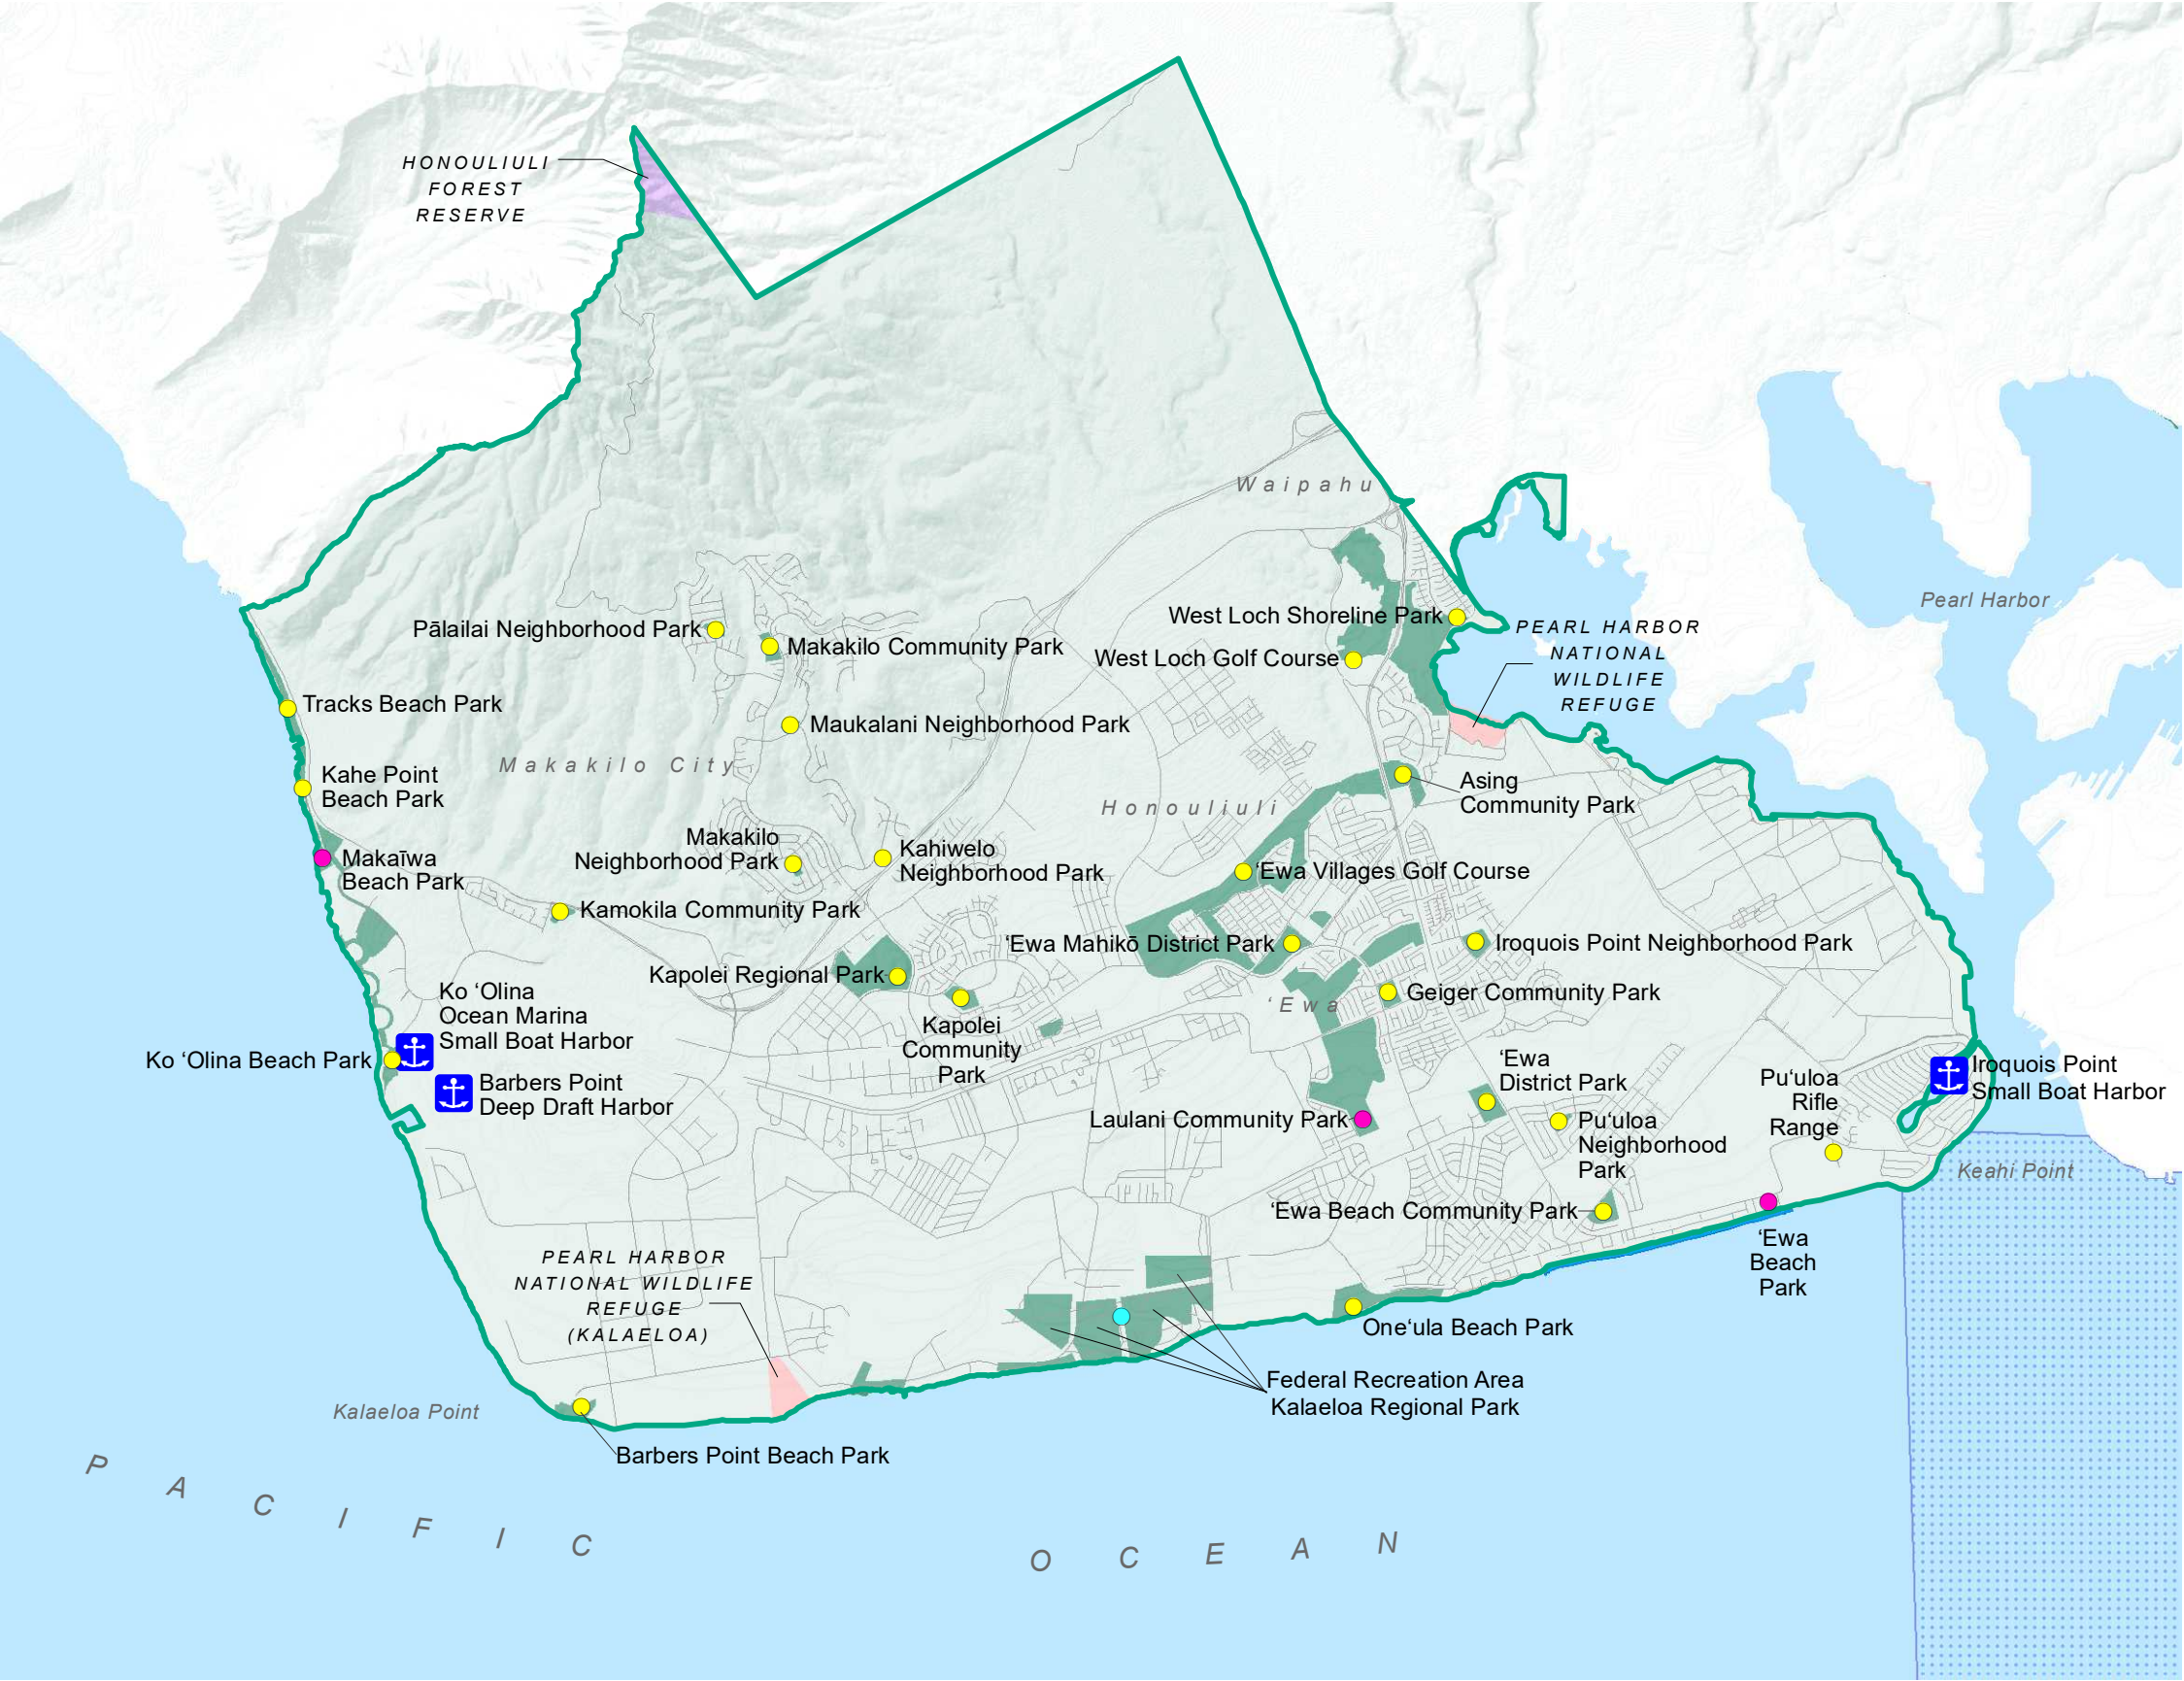 HONOULIULI
FOREST
RESERVE
Waipahu
Pearl Harbor
West Loch Shoreline Park
PEARL HARBOR
NATIONAL
WILDLIFE
REFUGE
Pālailai Neighborhood Park
Makakilo Community Park
West Loch Golf Course
Tracks Beach Park
Maukalani Neighborhood Park
Makakilo City
Kahe Point
Beach Park
Asing
Community Park
Honouliuli
Makakilo
Neighborhood Park
Kahiwelo
Neighborhood Park
Makaīwa
Beach Park
ʻEwa Villages Golf Course
Kamokila Community Park
ʻEwa Mahikō District Park
Iroquois Point Neighborhood Park
Kapolei Regional Park
Geiger Community Park
ʻEwa
Ko ʻOlina
Ocean Marina
Small Boat Harbor
Kapolei
Community
Park
Ko ʻOlina Beach Park
Barbers Point
Deep Draft Harbor
ʻEwa
District Park
Puʻuloa
Rifle
Range
Iroquois Point
Small Boat Harbor
Laulani Community Park
Puʻuloa
Neighborhood
Park
Keahi Point
ʻEwa Beach Community Park
ʻEwa
Beach
Park
PEARL HARBOR
NATIONAL WILDLIFE
REFUGE
(KALAELOA)
Oneʻula Beach Park
Federal Recreation Area
Kalaeloa Regional Park
Kalaeloa Point
Barbers Point Beach Park
PACIFIC
OCEAN